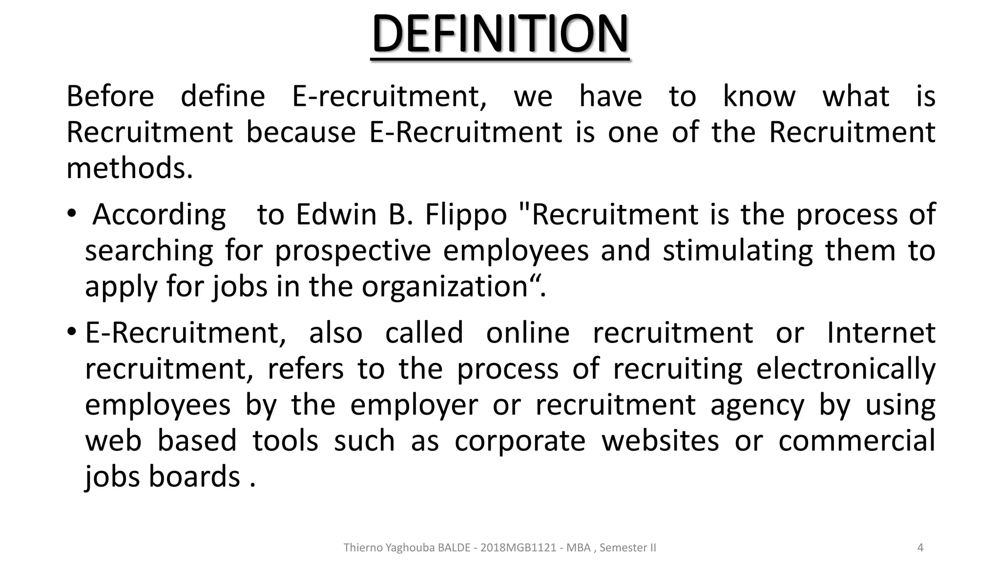 DEFINITION
Before define E-recruitment, we have to know what is
Recruitment because E-Recruitment is one of the Recruitment
methods.
• According to Edwin B. Flippo "Recruitment is the process of
searching for prospective employees and stimulating them to
apply for jobs in the organization“.
• E-Recruitment, also called online recruitment or Internet
recruitment, refers to the process of recruiting electronically
employees by the employer or recruitment agency by using
web based tools such as corporate websites or commercial
jobs boards .
Thierno Yaghouba BALDE - 2018MGB1121 - MBA , Semester II 4